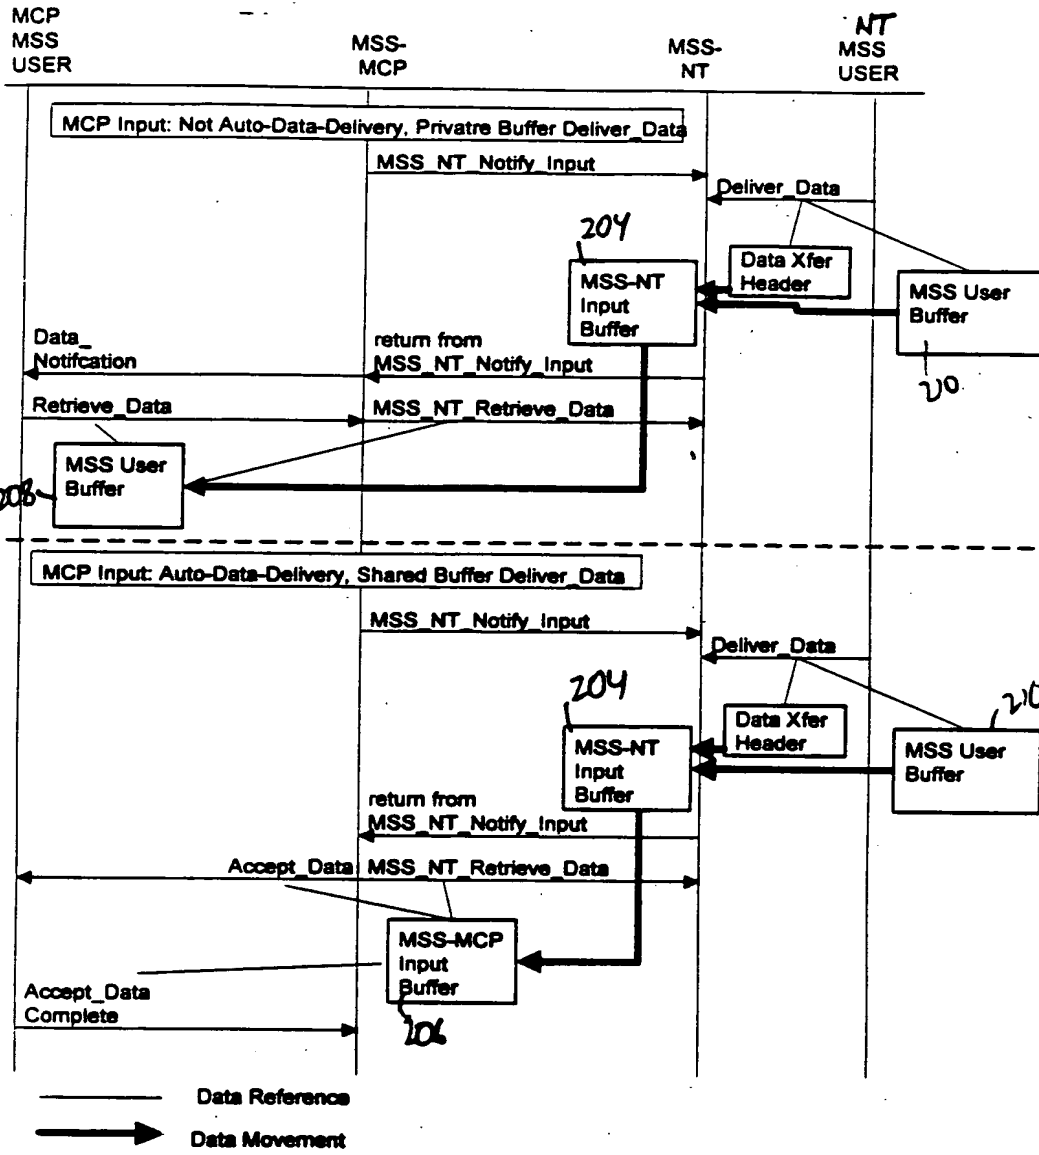 MCP
MSS
USER
MSS-
MCP
MSS-
NT
NT
MSS
USER
MCP Input: Not Auto-Data-Delivery, Privatre Buffer Deliver_Data
MSS_NT_Notify_Input
Deliver_Data
204
Data Xfer
Header
MSS-NT
Input
Buffer
MSS User
Buffer
210
Data_
Notifcation
return from
MSS_NT_Notify_Input
Retrieve_Data
MSS_NT_Retrieve_Data
MSS User
Buffer
208
MCP Input: Auto-Data-Delivery, Shared Buffer Deliver_Data
MSS_NT_Notify_Input
Deliver_Data
204
210
Data Xfer
Header
MSS-NT
Input
Buffer
MSS User
Buffer
return from
MSS_NT_Notify_Input
Accept_Data
MSS_NT_Retrieve_Data
MSS-MCP
Input
Buffer
206
Accept_Data
Complete
Data Reference
Data Movement